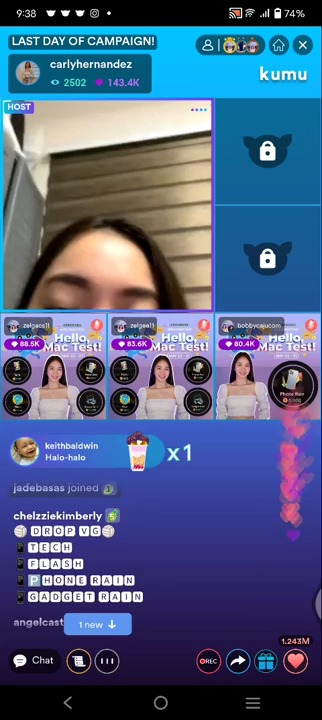 9:38
74%
LAST DAY OF CAMPAIGN!
carlyhernandez
2502 143.4K
kumu
HOST
zelgacs11
88.5K
Hello,
Mac Test!
83.6K
Hello,
Mac Test!
bobbycajucom
80.4K
Hello,
Mac Test!
Phone Rain
keithbaldwin
Halo-halo
x1
jadebasas joined
chelzziekimberly
DROP VG
TECH
FLASH
PHONE RAIN
GADGET RAIN
angelcast
1 new ↓
1.243M
Chat
REC